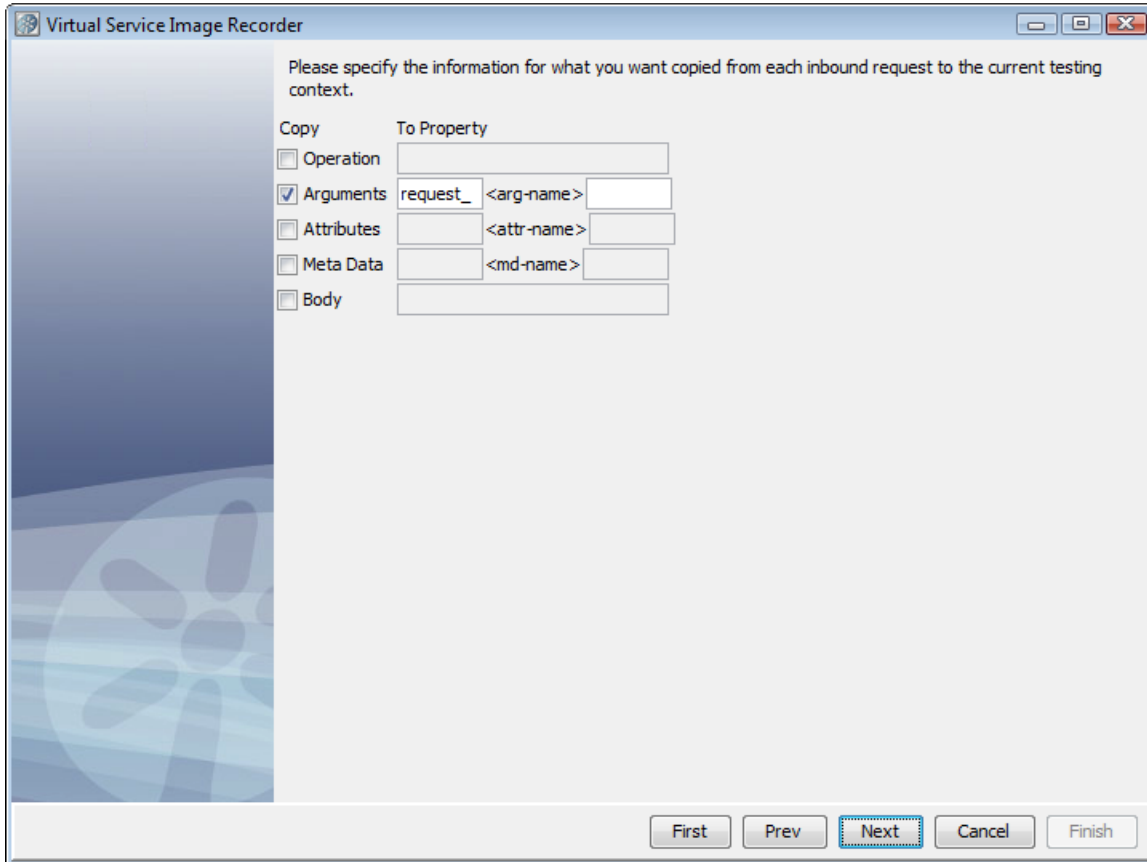 Virtual Service Image Recorder
Please specify the information for what you want copied from each inbound request to the current testing
context.
Copy To Property
Operation
Arguments request_ <arg-name>
Attributes <attr-name>
Meta Data <md-name>
Body
First Prev Next Cancel Finish